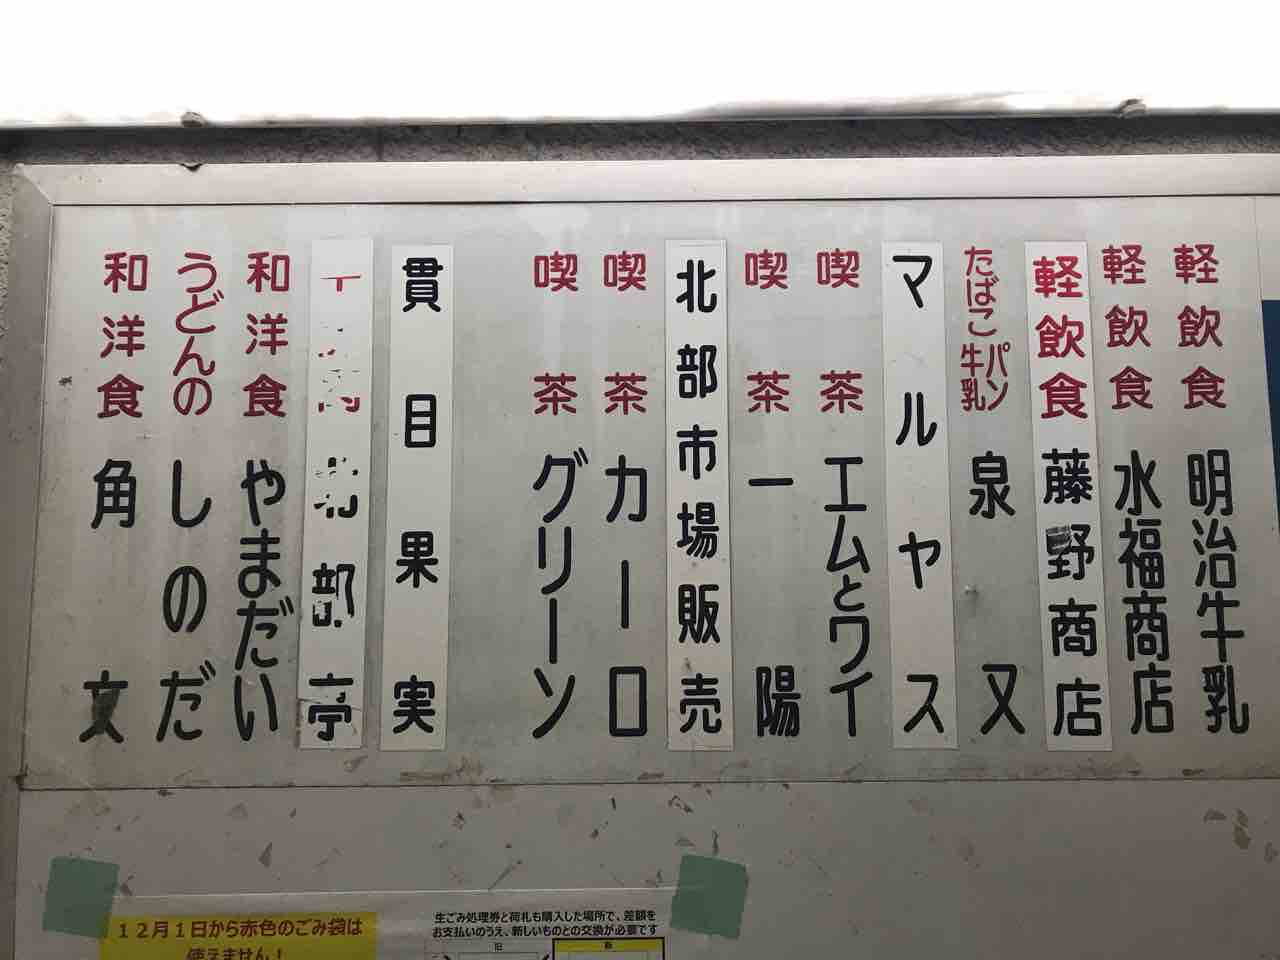 軽飲食 明治牛乳
軽飲食 水福商店
軽飲食 藤野商店
たばこ パン 牛乳 泉又
マルヤス
喫茶 エムとワイ
喫茶 一陽
北部市場販売
喫茶 カーロ
喫茶 グリーン
貫目果実
北部亭
和洋食 やまだい
うどんの しのだ
和洋食 角文
12月1日から赤色のごみ袋は
使えません!
生ごみ処理券と荷札も購入した場所で、差額を
お支払いのうえ、新しいものとの交換が必要です
旧
新